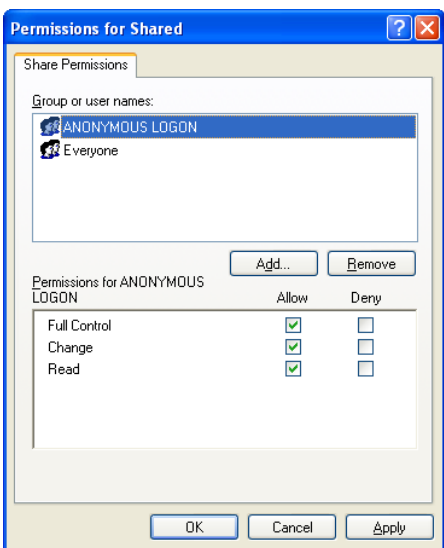 Permissions for Shared
Share Permissions
Group or user names:
ANONYMOUS LOGON
Everyone
Add...
Remove
Permissions for ANONYMOUS
LOGON
Allow
Deny
Full Control
Change
Read
OK
Cancel
Apply